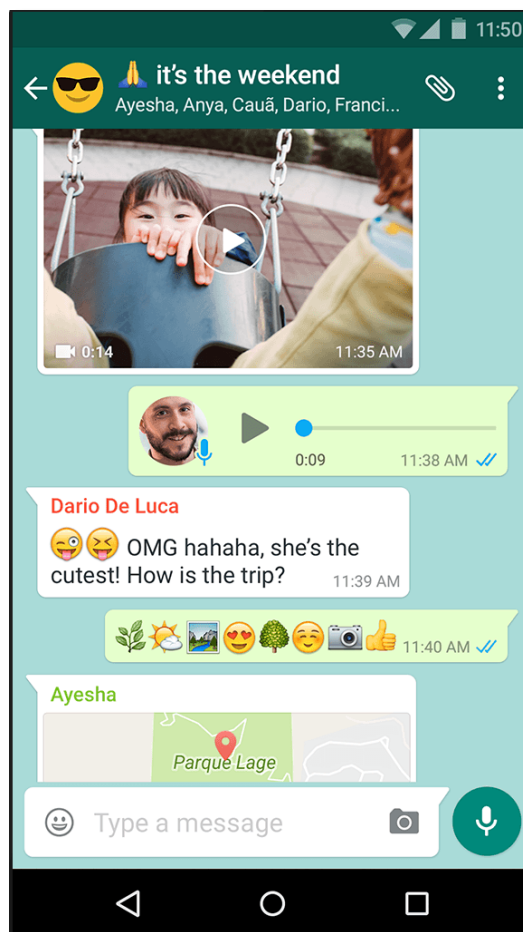 11:50
🙏 it's the weekend
Ayesha, Anya, Cauã, Dario, Franci...
0:14
11:35 AM
0:09
11:38 AM
Dario De Luca
😜😝 OMG hahaha, she's the
cutest! How is the trip?
11:39 AM
🌿🌤🏞😍🌳☺️📷👍 11:40 AM
Ayesha
Parque Lage
Type a message